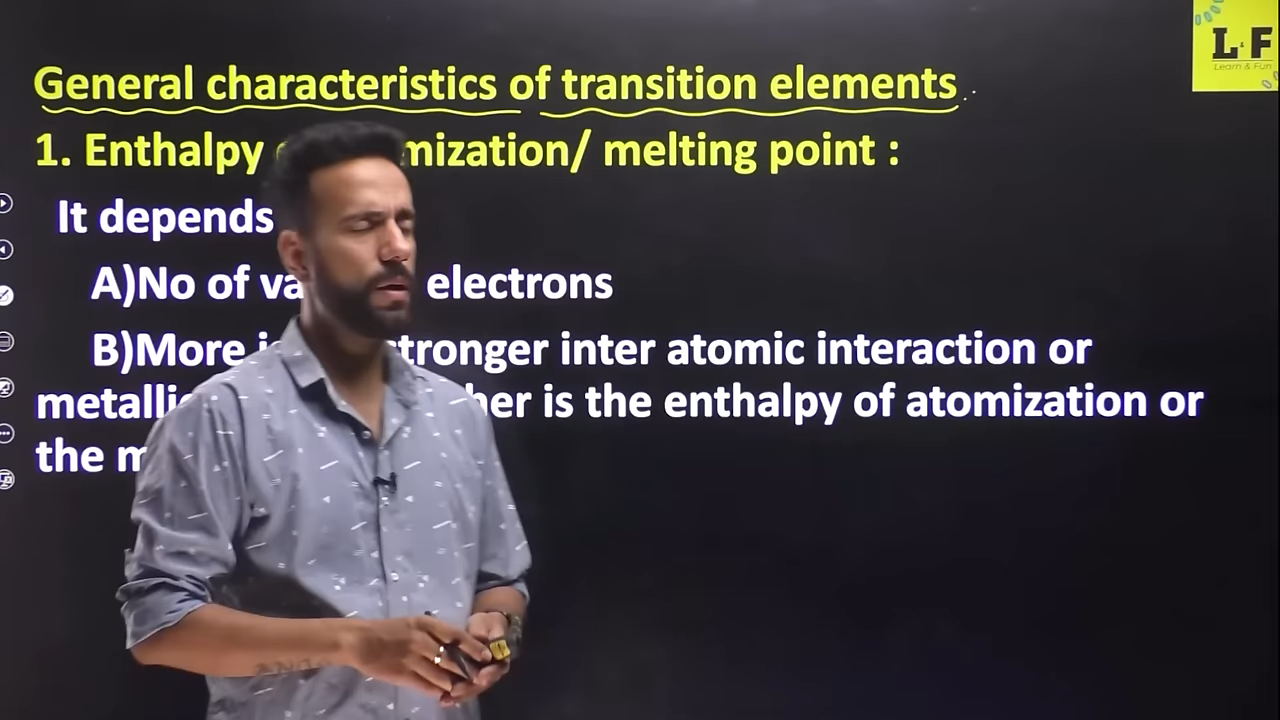 L&F
Learn & Fun
General characteristics of transition elements
1. Enthalpy mization/ melting point :
It depends
A)No of va electrons
B)More i tronger inter atomic interaction or
metallic her is the enthalpy of atomization or
the m